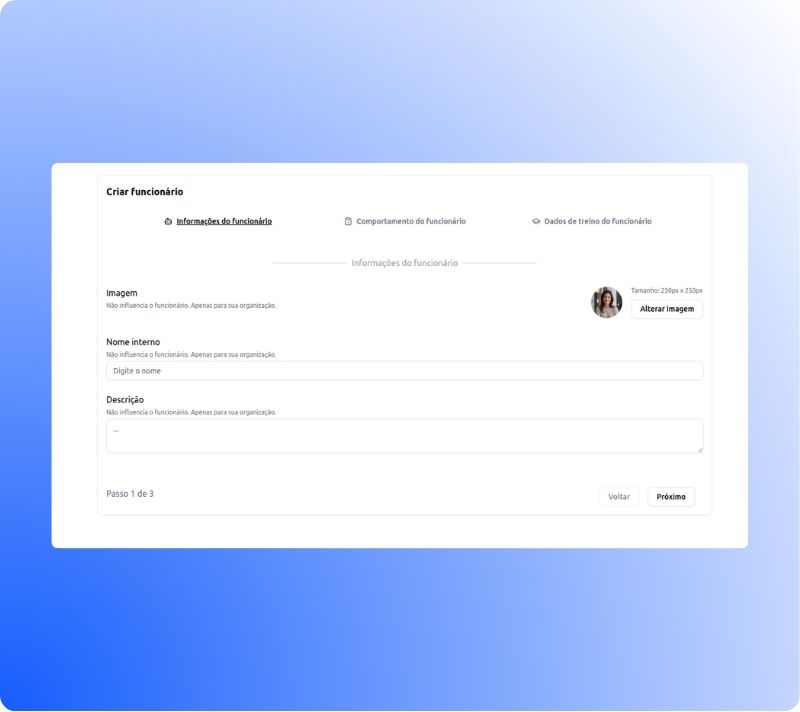 Criar funcionário
Informações do funcionário
Comportamento do funcionário
Dados de treino do funcionário
Informações do funcionário
Imagem
Não influencia o funcionário. Apenas para sua organização.
Tamanho: 250px x 250px
Alterar imagem
Nome interno
Não influencia o funcionário. Apenas para sua organização.
Digite o nome
Descrição
Não influencia o funcionário. Apenas para sua organização.
...
Passo 1 de 3
Voltar
Próximo